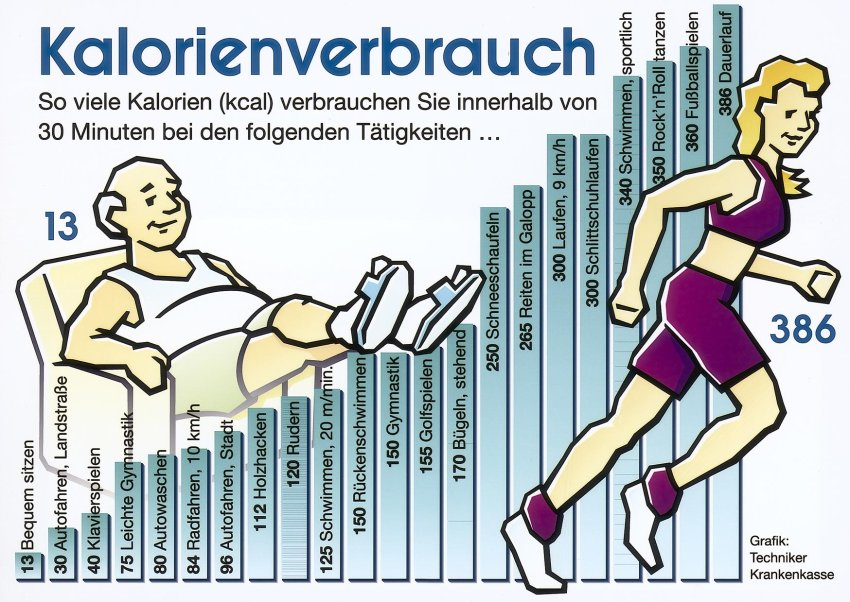 Kalorienverbrauch
So viele Kalorien (kcal) verbrauchen Sie innerhalb von
30 Minuten bei den folgenden Tätigkeiten ...
13
13 Bequem sitzen
30 Autofahren, Landstraße
40 Klavierspielen
75 Leichte Gymnastik
80 Autowaschen
84 Radfahren, 10 km/h
96 Autofahren, Stadt
112 Holzhacken
120 Rudern
125 Schwimmen, 20 m/min.
150 Rückenschwimmen
150 Gymnastik
155 Golfspielen
170 Bügeln, stehend
250 Schneeschaufeln
265 Reiten im Galopp
300 Laufen, 9 km/h
300 Schlittschuhlaufen
340 Schwimmen, sportlich
350 Rock'n'Roll tanzen
360 Fußballspielen
386 Dauerlauf
386
Grafik:
Techniker
Krankenkasse